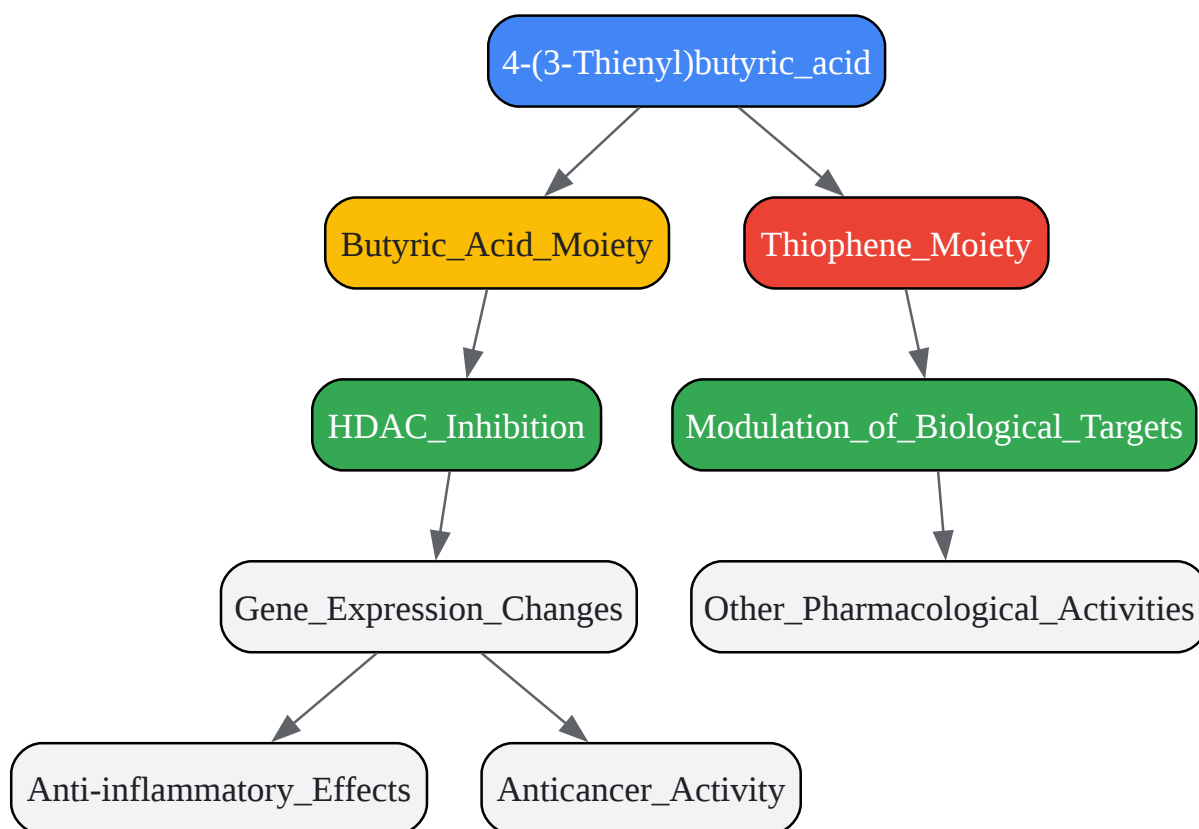 4-(3-Thienyl)butyric_acid
Butyric_Acid_Moiety
Thiophene_Moiety
HDAC_Inhibition
Modulation_of_Biological_Targets
Gene_Expression_Changes
Other_Pharmacological_Activities
Anti-inflammatory_Effects
Anticancer_Activity